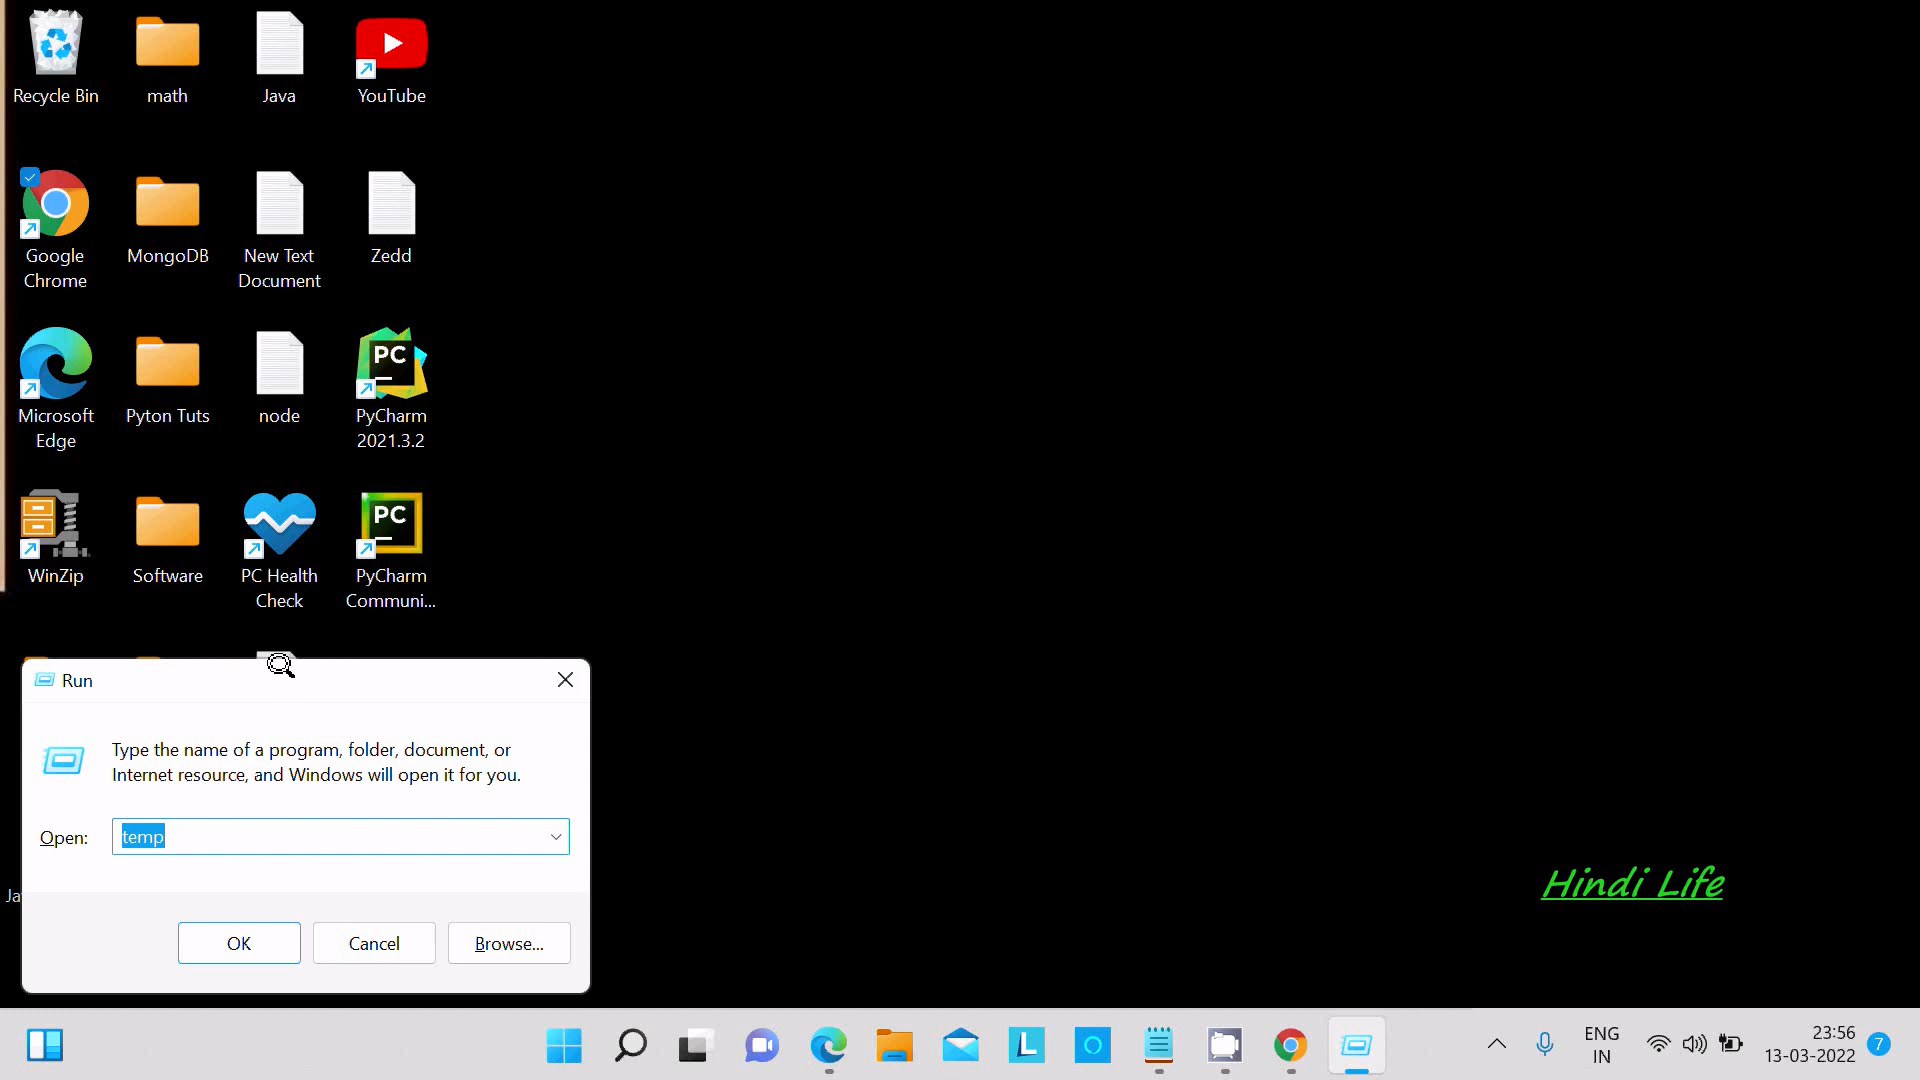 Recycle Bin
math
Java
YouTube
Google
Chrome
MongoDB
New Text
Document
Zedd
Microsoft
Edge
Pyton Tuts
node
PC
PyCharm
2021.3.2
WinZip
Software
PC Health
Check
PC
PyCharm
Communi...
Run
Type the name of a program, folder, document, or
Internet resource, and Windows will open it for you.
Open:
temp
Ja
OK
Cancel
Browse...
Hindi Life
L
O
ENG
IN
23:56
13-03-2022
7